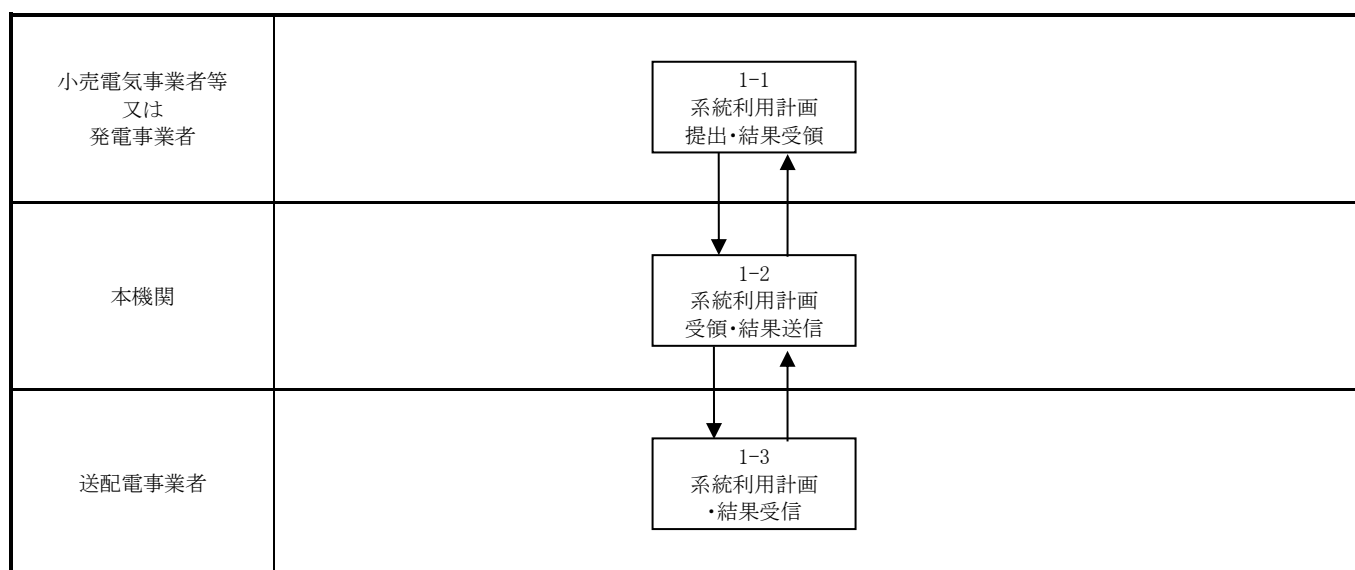 小売電気事業者等
又は
発電事業者
1-1
系統利用計画
提出・結果受領
本機関
1-2
系統利用計画
受領・結果送信
送配電事業者
1-3
系統利用計画
・結果受信